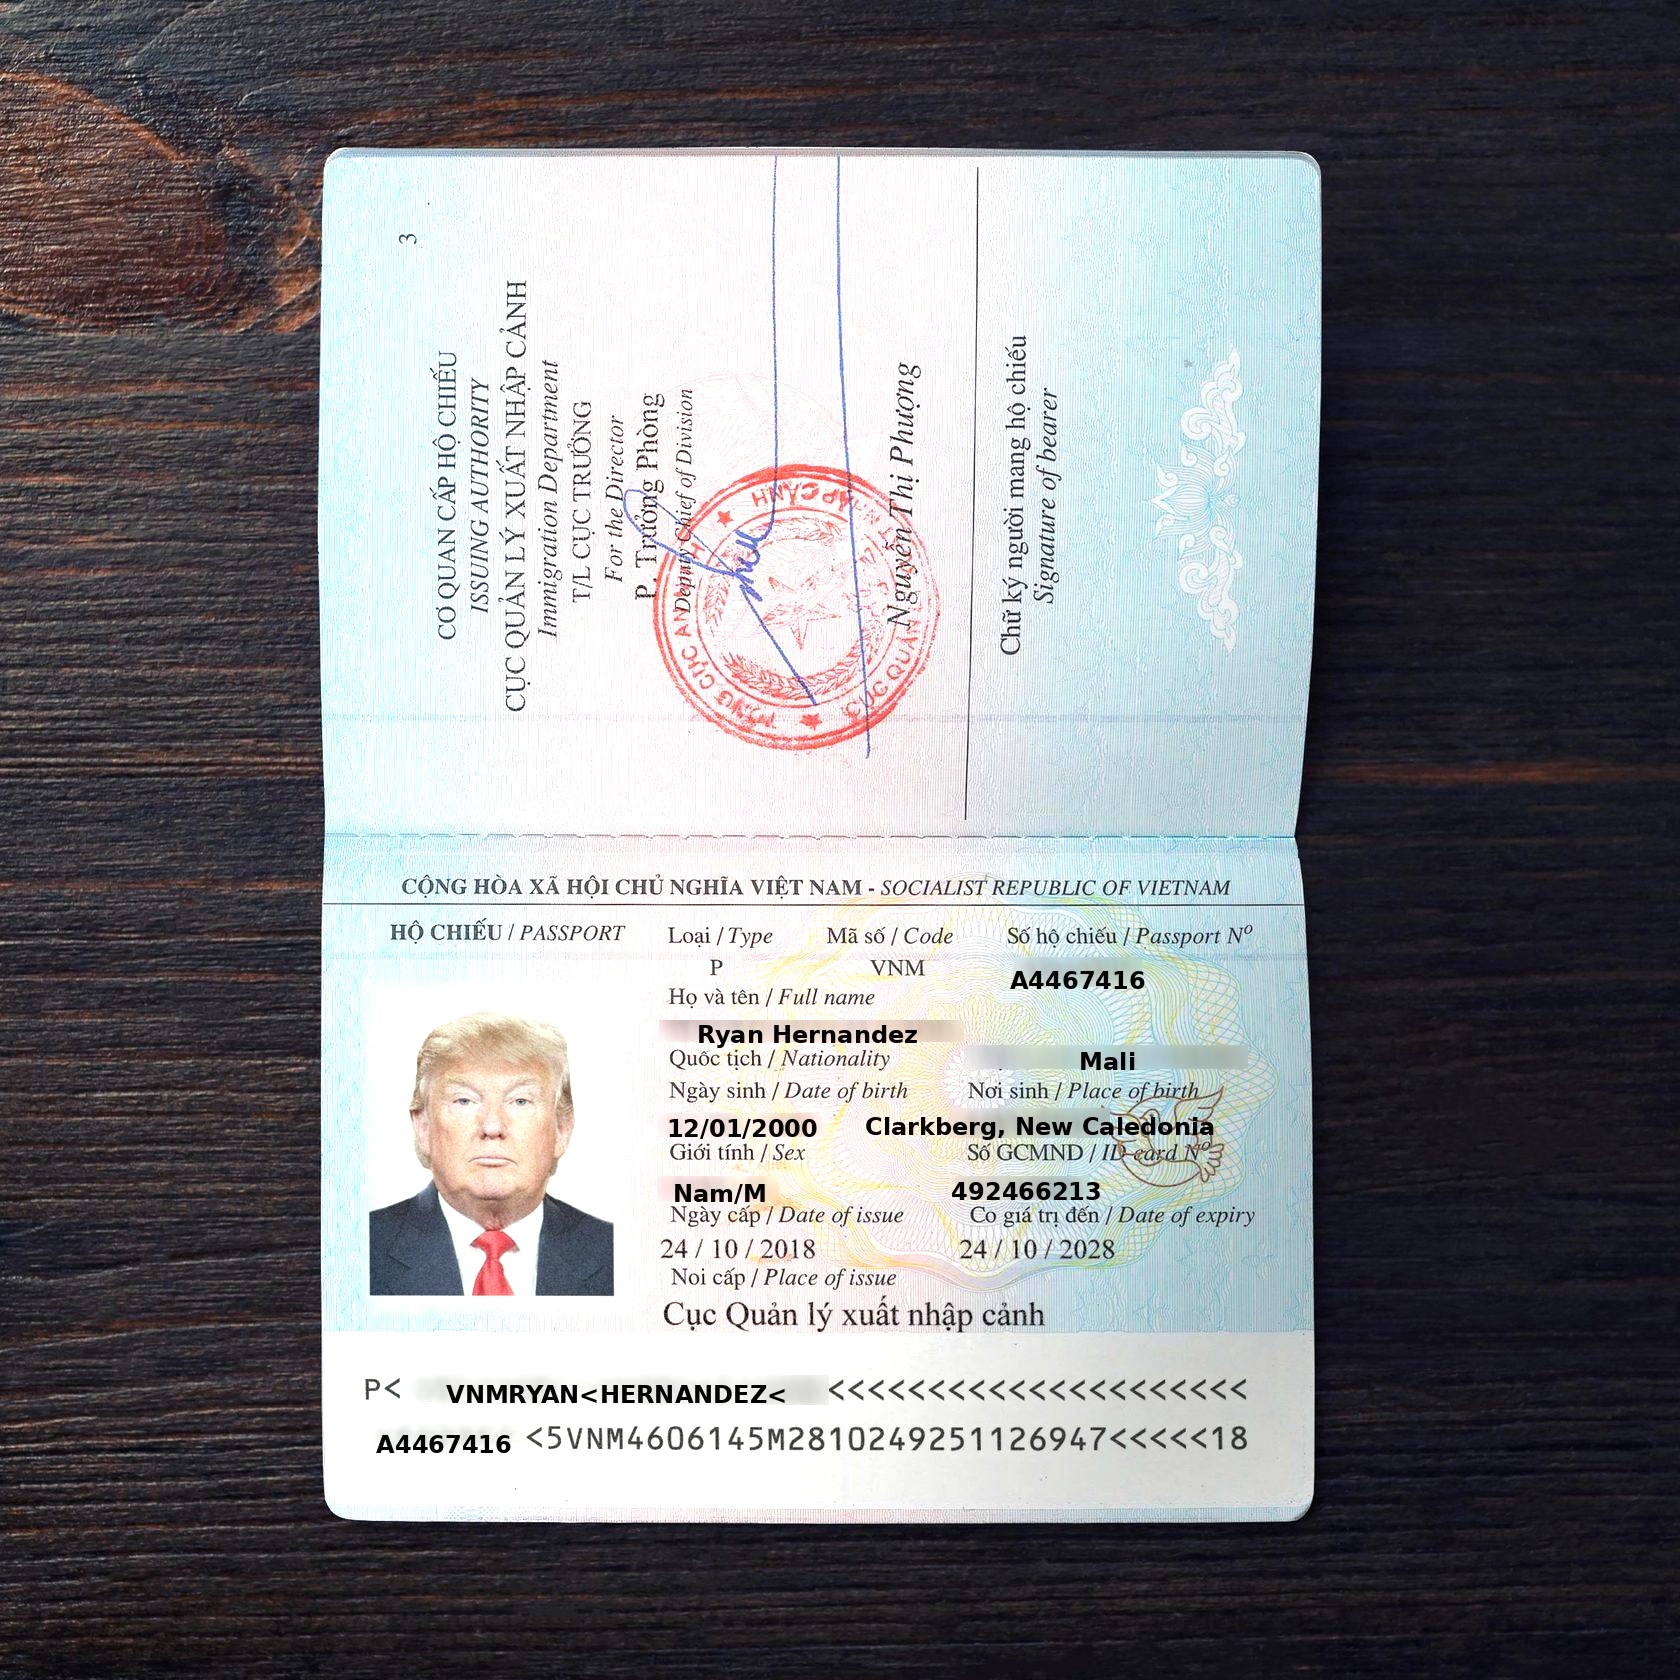 3
CƠ QUAN CẤP HỘ CHIẾU
ISSUING AUTHORITY
CỤC QUẢN LÝ XUẤT NHẬP CẢNH
Immigration Department
T/L CỤC TRƯỞNG
For the Director
P. Trưởng Phòng
Deputy Chief of Division
Nguyễn Thị Phượng
Chữ ký người mang hộ chiếu
Signature of bearer
CỘNG HÒA XÃ HỘI CHỦ NGHĨA VIỆT NAM - SOCIALIST REPUBLIC OF VIETNAM
HỘ CHIẾU / PASSPORT Loại / Type Mã số / Code Số hộ chiếu / Passport Nº
P VNM A4467416
Họ và tên / Full name
Ryan Hernandez
Quốc tịch / Nationality Mali
Ngày sinh / Date of birth Nơi sinh / Place of birth
12/01/2000 Clarkberg, New Caledonia
Giới tính / Sex Số GCMND / ID card Nº
Nam/M 492466213
Ngày cấp / Date of issue Co giá trị đến / Date of expiry
24 / 10 / 2018 24 / 10 / 2028
Noi cấp / Place of issue
Cục Quản lý xuất nhập cảnh
P< VNMRYAN<HERNANDEZ< <<<<<<<<<<<<<<<<<<<<<<
A4467416 <5VNM4606145M2810249251126947<<<<<18